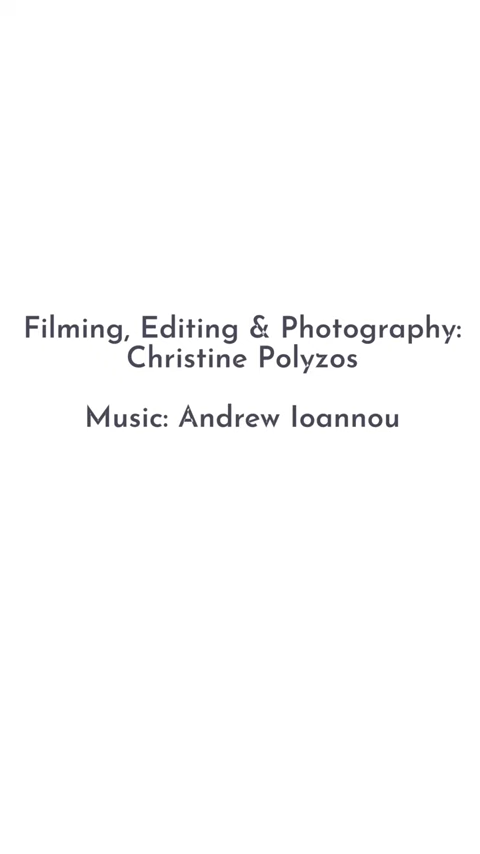 Filming, Editing & Photography:
Christine Polyzos
Music: Andrew Ioannou